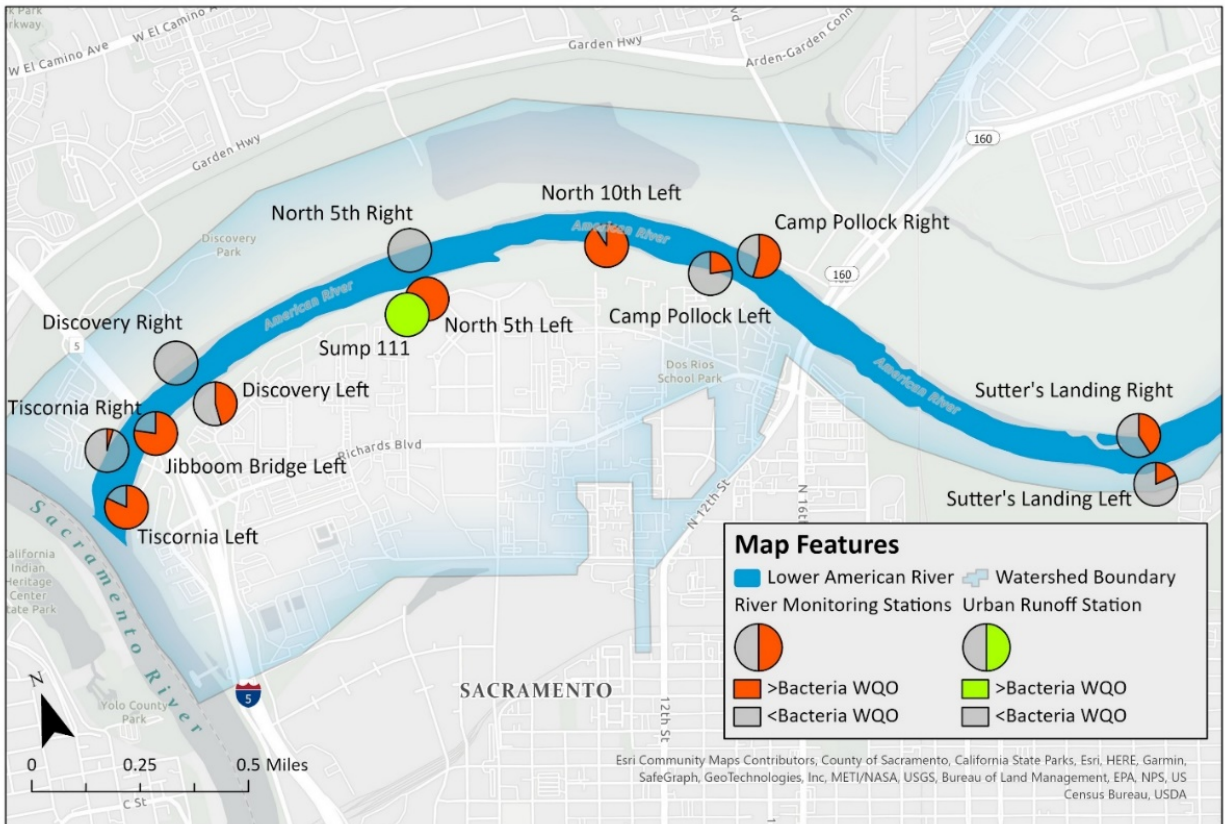 W El Camino Ave
W El Camino A
Garden Hwy
Arden-Garden Conn
160
Garden Hwy
North 10th Left
North 5th Right
American River
Camp Pollock Right
Discovery
Park
160
American River
Camp Pollock Left
North 5th Left
Discovery Right
5
Sump 111
Dos Rios
School Park
American River
Discovery Left
Sutter's Landing Right
Tiscornia Right
Richards Blvd
Jibboom Bridge Left
N 12th St
N 16th
Sutter's Landing Left
Tiscornia Left
Sacramento River
California
Indian
Heritage
Center
State Park
Map Features
Lower American River
Watershed Boundary
River Monitoring Stations
Urban Runoff Station
>Bacteria WQO
>Bacteria WQO
<Bacteria WQO
<Bacteria WQO
N
5
SACRAMENTO
Yolo County
Park
12th St
0 0.25 0.5 Miles
C St
Esri Community Maps Contributors, County of Sacramento, California State Parks, Esri, HERE, Garmin,
SafeGraph, GeoTechnologies, Inc, METI/NASA, USGS, Bureau of Land Management, EPA, NPS, US
Census Bureau, USDA